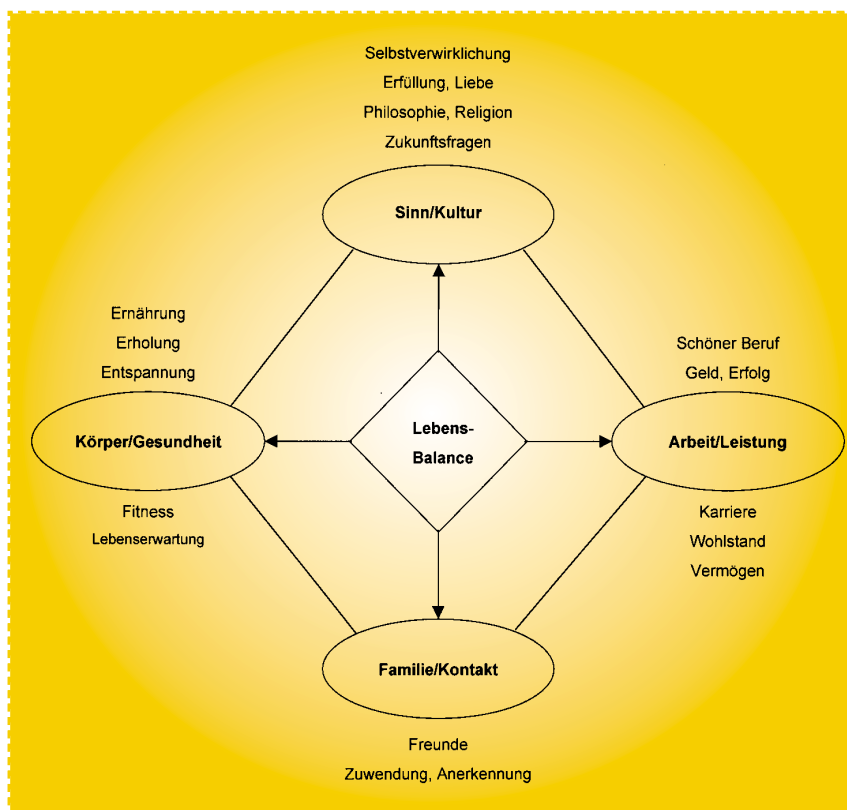 Selbstverwirklichung
Erfüllung, Liebe
Philosophie, Religion
Zukunftsfragen
Sinn/Kultur
Ernährung
Erholung
Entspannung
Körper/Gesundheit
Fitness
Lebenserwartung
Lebens-
Balance
Schöner Beruf
Geld, Erfolg
Arbeit/Leistung
Karriere
Wohlstand
Vermögen
Familie/Kontakt
Freunde
Zuwendung, Anerkennung